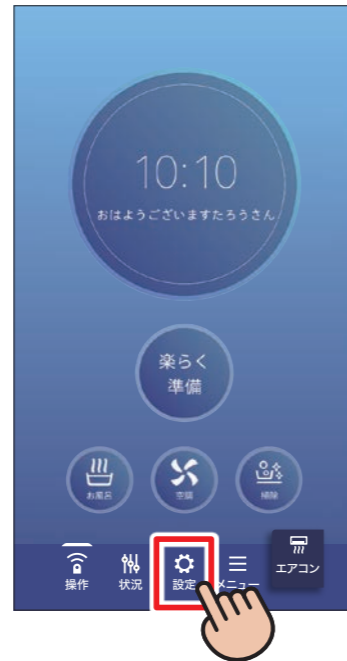 10:10
おはようございますたろうさん
楽らく
準備
お風呂
空調
掃除
操作
状況
設定
メニュー
エアコン